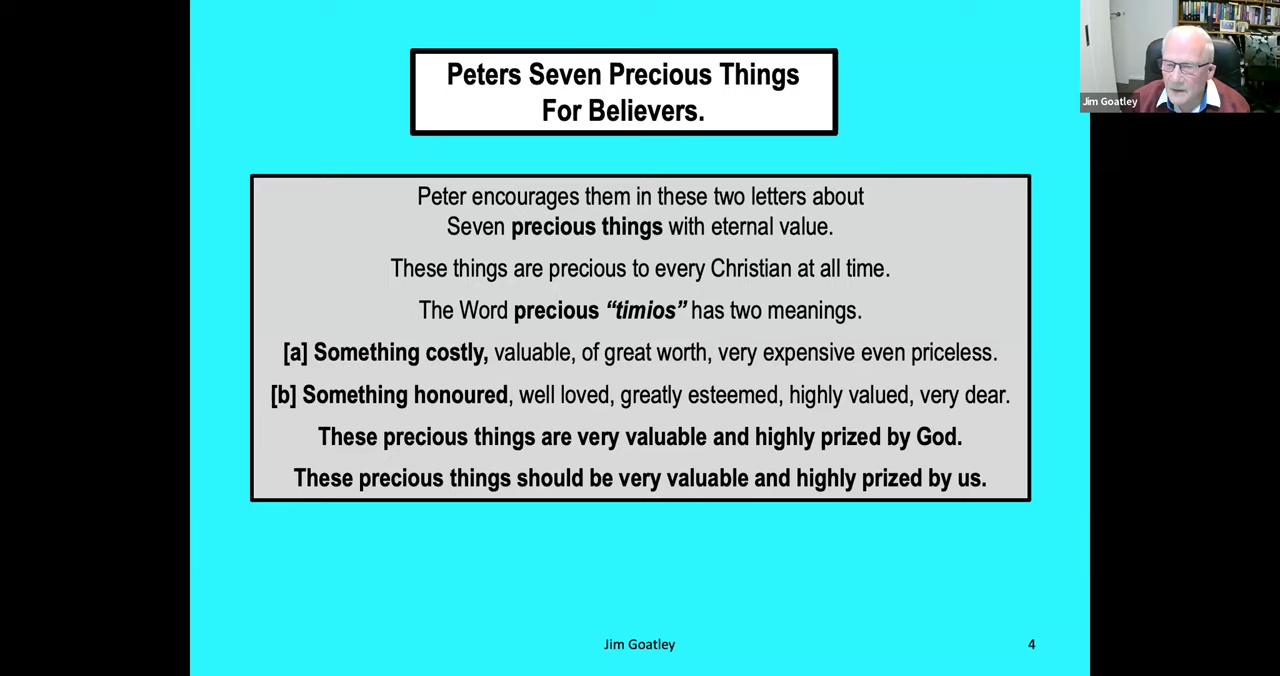 Peters Seven Precious Things
For Believers.
Jim Goatley
Peter encourages them in these two letters about
Seven precious things with eternal value.
These things are precious to every Christian at all time.
The Word precious “timios” has two meanings.
[a] Something costly, valuable, of great worth, very expensive even priceless.
[b] Something honoured, well loved, greatly esteemed, highly valued, very dear.
These precious things are very valuable and highly prized by God.
These precious things should be very valuable and highly prized by us.
Jim Goatley
4